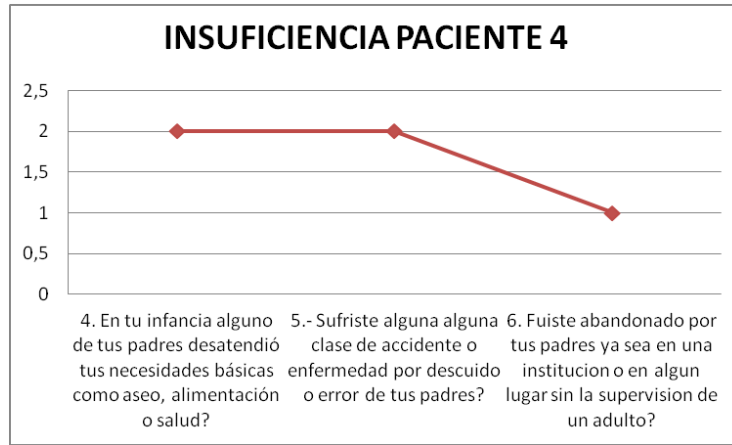 INSUFICIENCIA PACIENTE 4
2,5
2
1,5
1
0,5
0
4. En tu infancia alguno
de tus padres desatendió
tus necesidades básicas
como aseo, alimentación
o salud?
5.- Sufriste alguna alguna
clase de accidente o
enfermedad por descuido
o error de tus padres?
6. Fuiste abandonado por
tus padres ya sea en una
institucion o en algun
lugar sin la supervision de
un adulto?